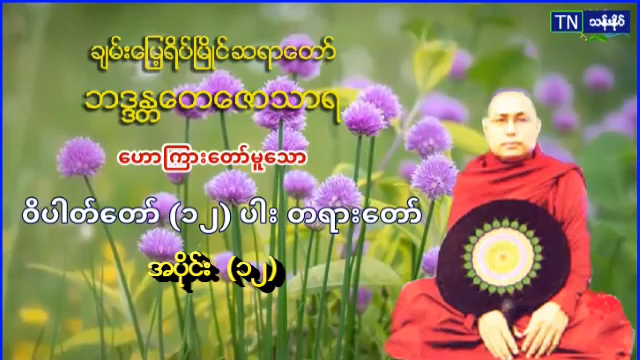 TN သန်းနိုင်
ချမ်းမြေ့ရိပ်မြိုင်ဆရာတော်
ဘဒ္ဒန္တတေဇောသာရ
ဟောကြားတော်မူသော
ဝိပါတ်တော် (၁၂) ပါး တရားတော်
အပိုင်း (၁၂)